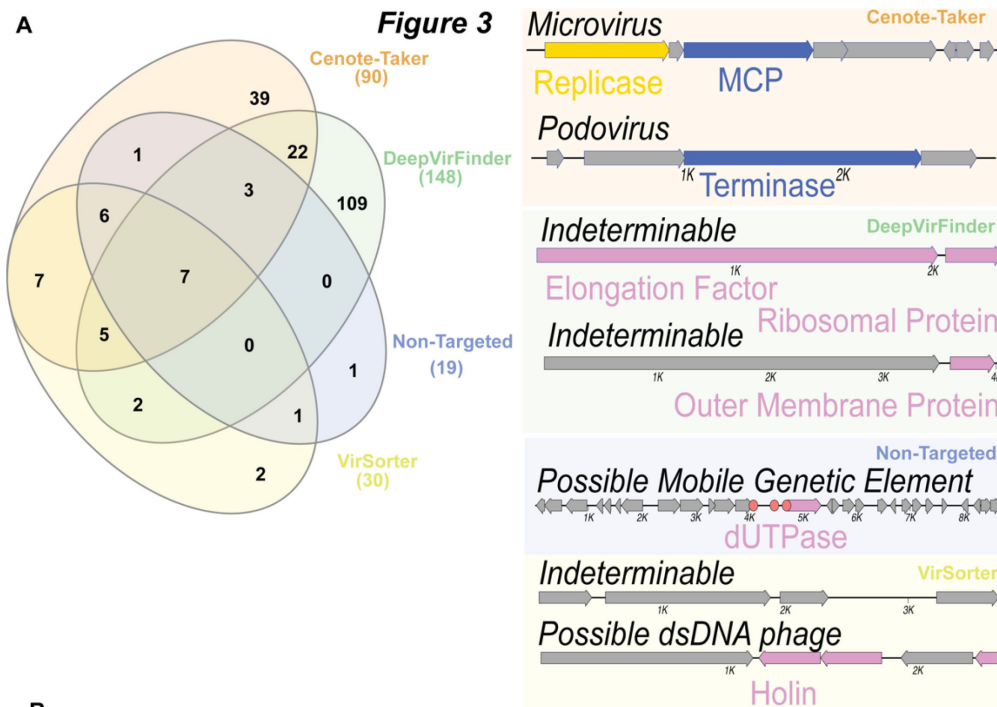 A
Figure 3
Cenote-Taker
(90)
39
1
22
DeepVirFinder
(148)
3
109
6
7
7
0
5
0
Non-Targeted
(19)
1
2
1
VirSorter
(30)
2
Microvirus
Cenote-Taker
Replicase
MCP
Podovirus
1K
2K
Terminase
Indeterminable
DeepVirFinder
1K
2K
Elongation Factor
Ribosomal Protein
Indeterminable
1K
2K
3K
Outer Membrane Protein
Non-Targeted
Possible Mobile Genetic Element
1K
2K
3K
4K
5K
6K
7K
8K
dUTPase
Indeterminable
VirSorter
1K
2K
3K
Possible dsDNA phage
1K
2K
Holin